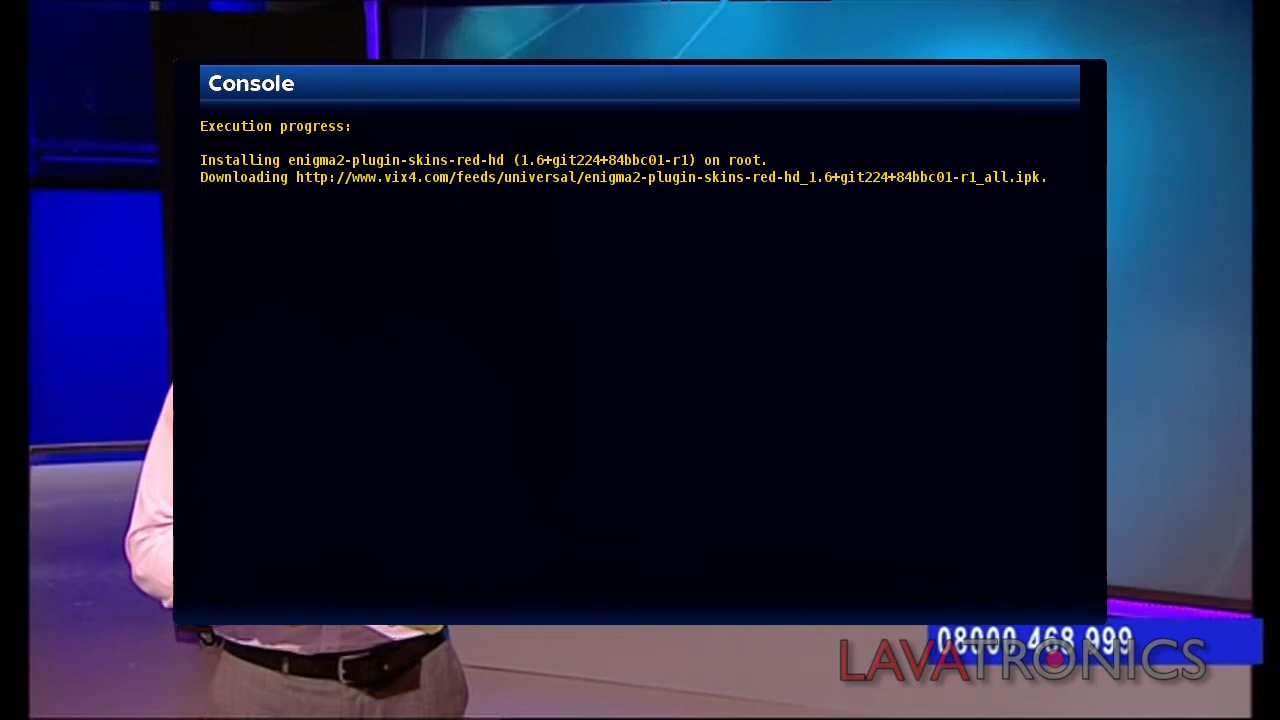 Console
Execution progress:
Installing enigma2-plugin-skins-red-hd (1.6+git224+84bbc01-r1) on root.
Downloading http://www.vix4.com/feeds/universal/enigma2-plugin-skins-red-hd_1.6+git224+84bbc01-r1_all.ipk.
08000 468 999
LAVATRONICS